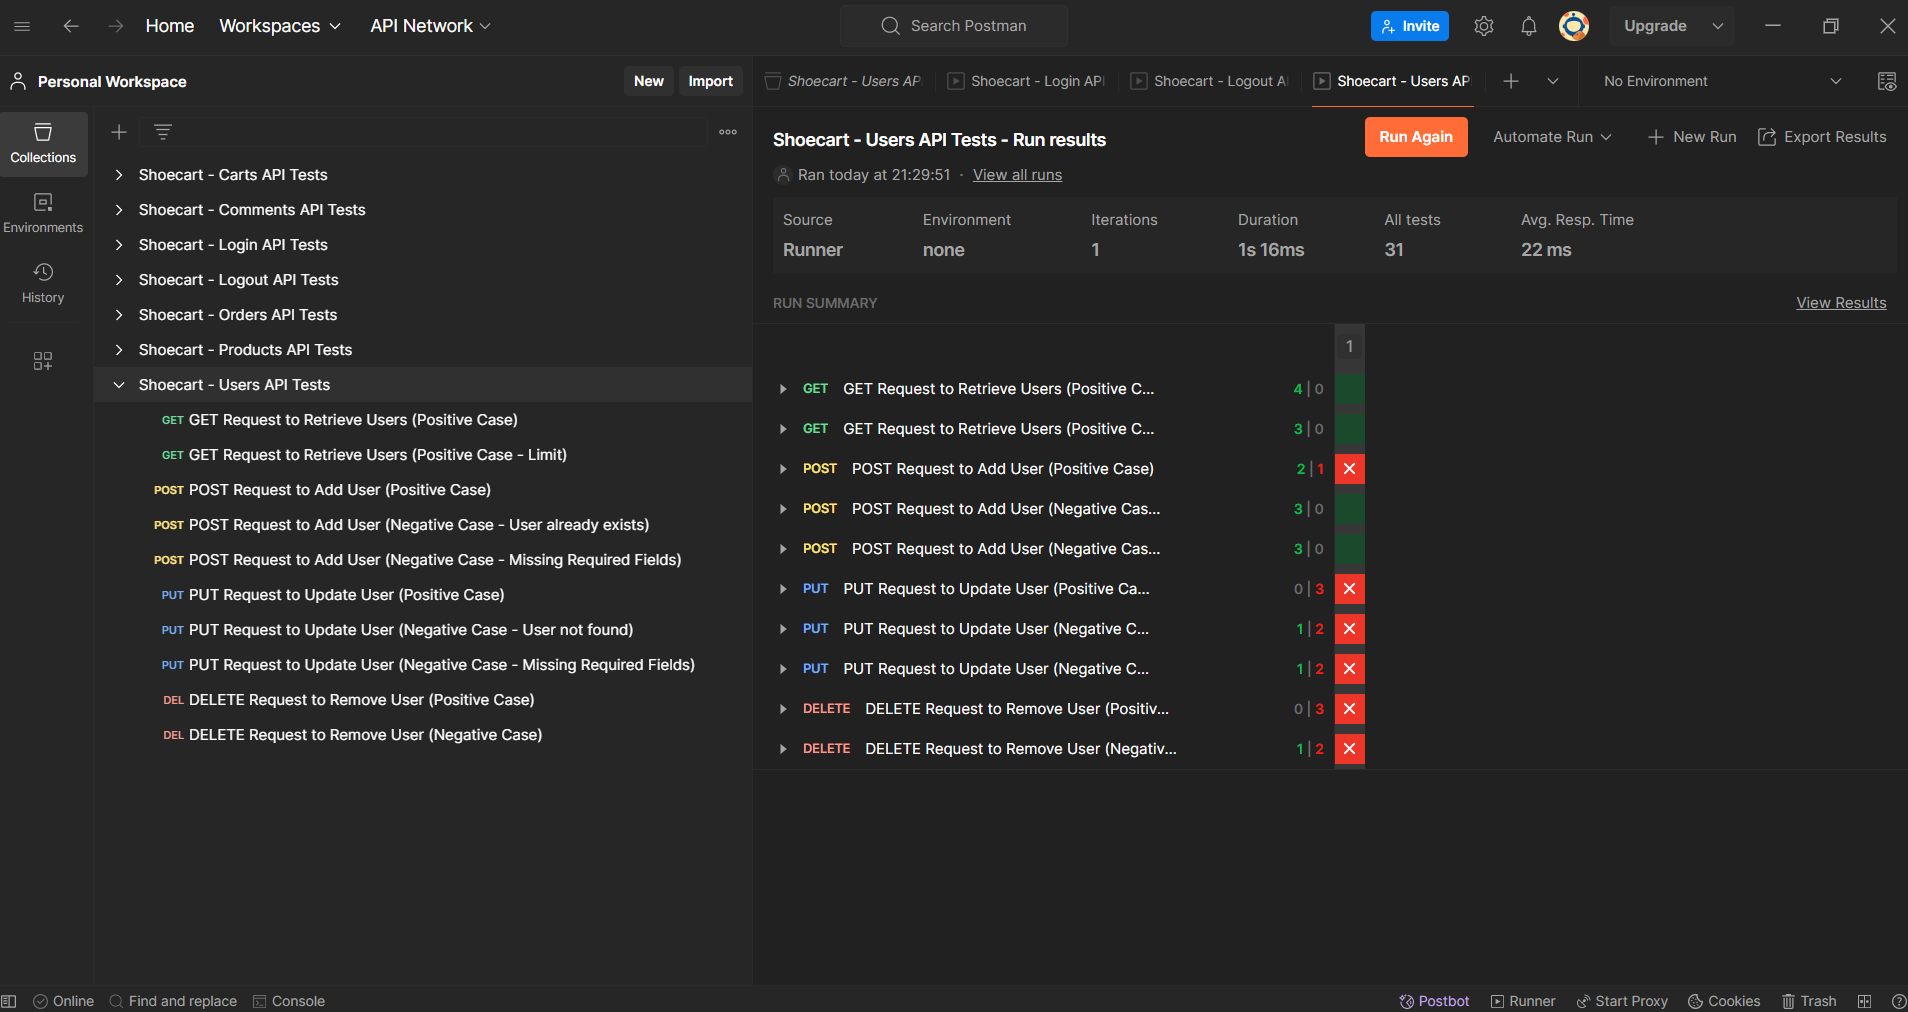 Home Workspaces API Network Search Postman Invite Upgrade
Personal Workspace New Import
Shoecart - Users AP Shoecart - Login API Shoecart - Logout A Shoecart - Users AP No Environment
Collections
Environments
History
Shoecart - Carts API Tests
Shoecart - Comments API Tests
Shoecart - Login API Tests
Shoecart - Logout API Tests
Shoecart - Orders API Tests
Shoecart - Products API Tests
Shoecart - Users API Tests
GET GET Request to Retrieve Users (Positive Case)
GET GET Request to Retrieve Users (Positive Case - Limit)
POST POST Request to Add User (Positive Case)
POST POST Request to Add User (Negative Case - User already exists)
POST POST Request to Add User (Negative Case - Missing Required Fields)
PUT PUT Request to Update User (Positive Case)
PUT PUT Request to Update User (Negative Case - User not found)
PUT PUT Request to Update User (Negative Case - Missing Required Fields)
DEL DELETE Request to Remove User (Positive Case)
DEL DELETE Request to Remove User (Negative Case)
Shoecart - Users API Tests - Run results Run Again Automate Run New Run Export Results
Ran today at 21:29:51 · View all runs
Source Environment Iterations Duration All tests Avg. Resp. Time
Runner none 1 1s 16ms 31 22 ms
RUN SUMMARY View Results
1
GET GET Request to Retrieve Users (Positive C... 4 | 0
GET GET Request to Retrieve Users (Positive C... 3 | 0
POST POST Request to Add User (Positive Case) 2 | 1
POST POST Request to Add User (Negative Cas... 3 | 0
POST POST Request to Add User (Negative Cas... 3 | 0
PUT PUT Request to Update User (Positive Ca... 0 | 3
PUT PUT Request to Update User (Negative C... 1 | 2
PUT PUT Request to Update User (Negative C... 1 | 2
DELETE DELETE Request to Remove User (Positiv... 0 | 3
DELETE DELETE Request to Remove User (Negativ... 1 | 2
Online Find and replace Console Postbot Runner Start Proxy Cookies Trash